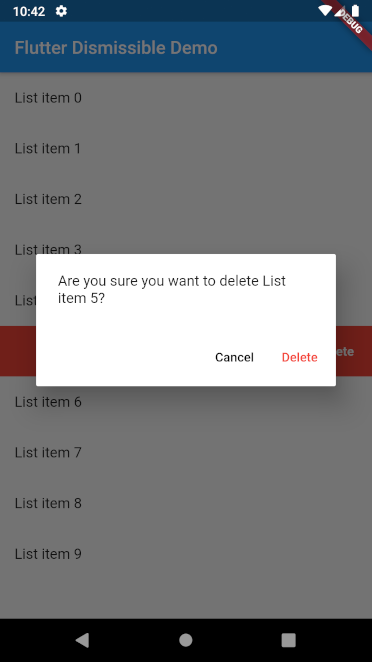 10:42
DEBUG
Flutter Dismissible Demo
List item 0
List item 1
List item 2
List item 3
Are you sure you want to delete List
item 5?
Cancel
Delete
List item 6
List item 7
List item 8
List item 9